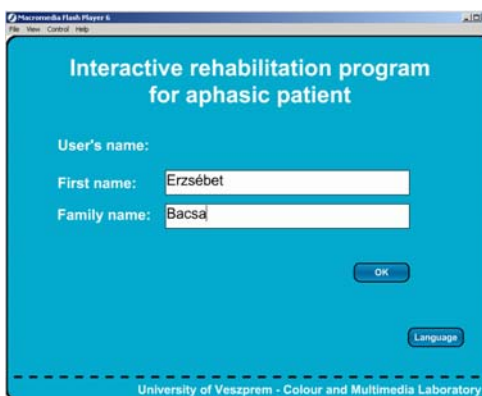 Macromedia Flash Player 6
File View Control Help
Interactive rehabilitation program
for aphasic patient
User's name:
First name: Erzsébet
Family name: Bacsa
OK
Language
University of Veszprem - Colour and Multimedia Laboratory